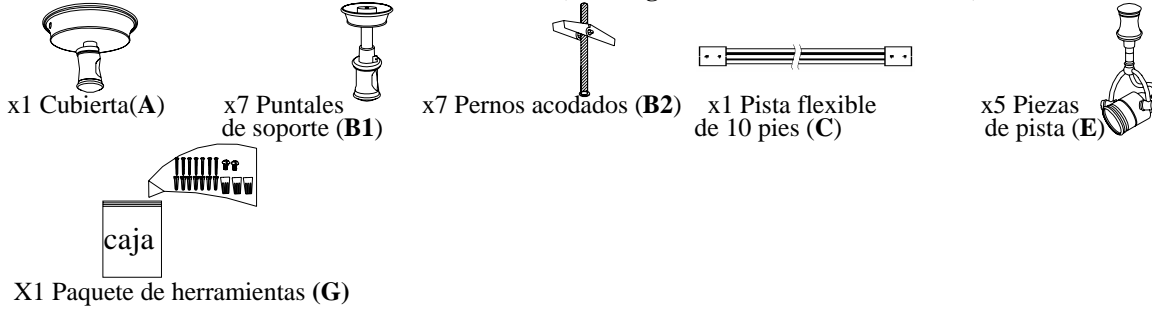 x1 Cubierta(A)
x7 Puntales
de soporte (B1)
x7 Pernos acodados (B2)
x1 Pista flexible
de 10 pies (C)
x5 Piezas
de pista (E)
caja
X1 Paquete de herramientas (G)